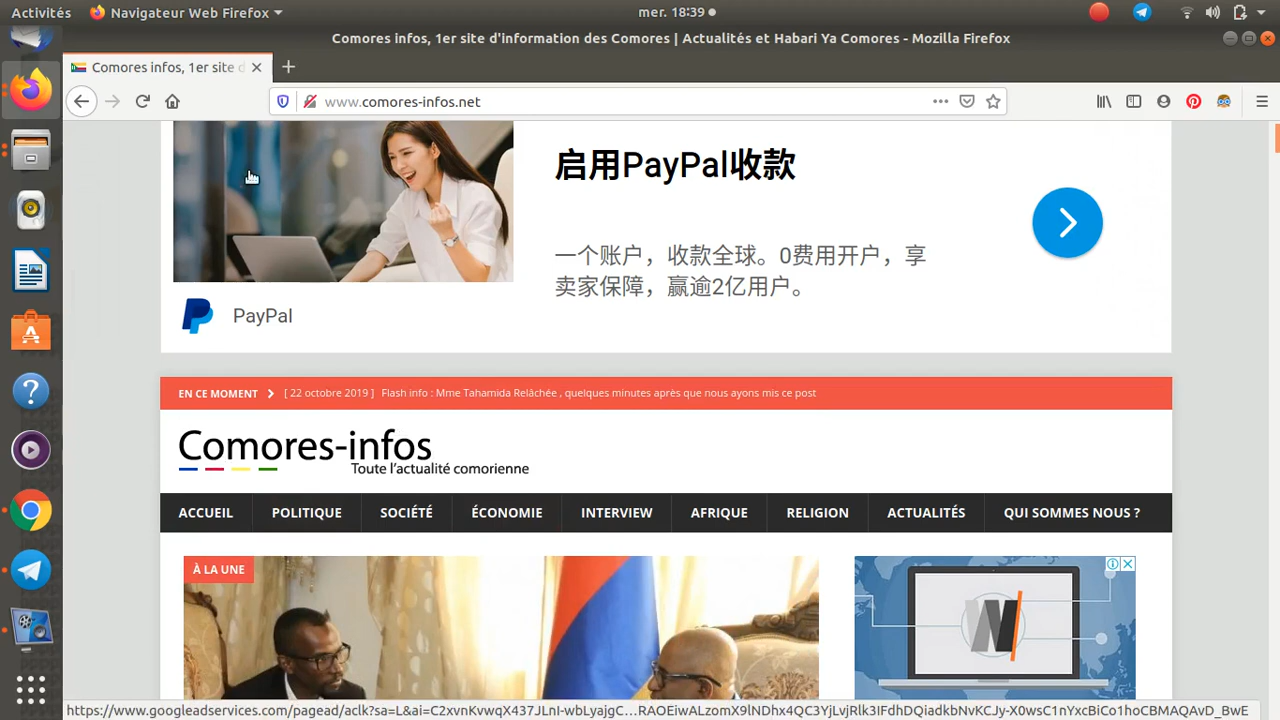 Activités
Navigateur Web Firefox
mer. 18:39
Comores infos, 1er site d'information des Comores | Actualités et Habari Ya Comores - Mozilla Firefox
Comores infos, 1er site d
www.comores-infos.net
启用PayPal收款
一个账户，收款全球。0费用开户，享
卖家保障，赢逾2亿用户。
PayPal
EN CE MOMENT
[ 22 octobre 2019 ] Flash info : Mme Tahamida Relâchée , quelques minutes après que nous ayons mis ce post
Comores-infos
Toute l'actualité comorienne
ACCUEIL
POLITIQUE
SOCIÉTÉ
ÉCONOMIE
INTERVIEW
AFRIQUE
RELIGION
ACTUALITÉS
QUI SOMMES NOUS ?
À LA UNE
N
https://www.googleadservices.com/pagead/aclk?sa=L&ai=C2xvnKvwqX437JLnI-wbLyajgC…RAOEiwALzomX9lNDhx4QC3YjLvjRlk3IFdhDQiadkbNvKCJy-X0wsC1nYxcBiCo1hoCBMAQAvD_BwE